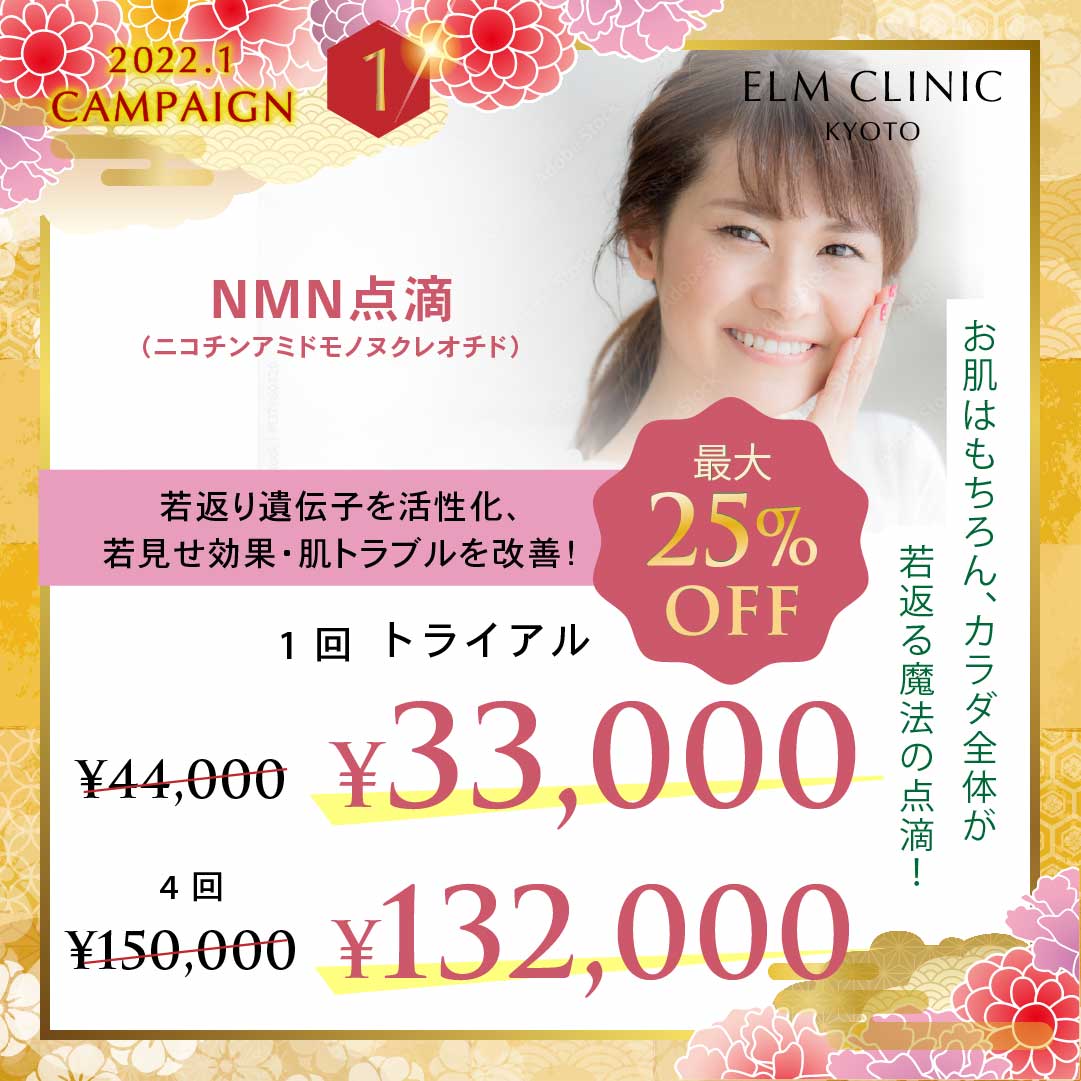 2022.1
CAMPAIGN
1
ELM CLINIC
KYOTO
NMN点滴
(ニコチンアミドモノヌクレオチド)
若返り遺伝子を活性化、
若見せ効果・肌トラブルを改善！
最大
25%
OFF
お肌はもちろん、カラダ全体が
若返る魔法の点滴！
1 回 トライアル
¥44,000
¥33,000
4 回
¥150,000
¥132,000